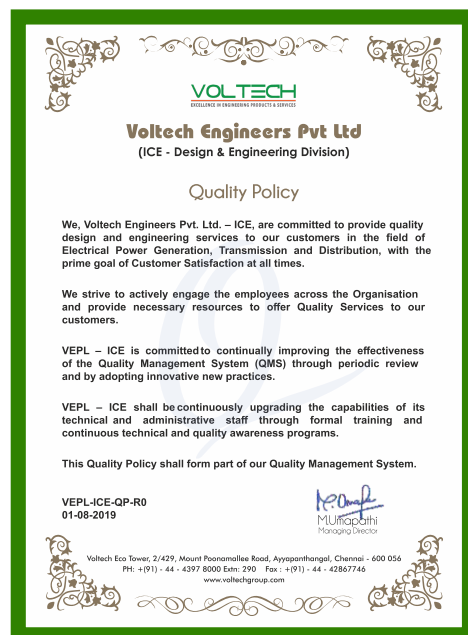 VOLTECH
EXCELLENCE IN ENGINEERING PRODUCTS & SERVICES
Voltech Engineers Pvt Ltd
(ICE - Design & Engineering Division)
Quality Policy
We, Voltech Engineers Pvt. Ltd. – ICE, are committed to provide quality
design and engineering services to our customers in the field of
Electrical Power Generation, Transmission and Distribution, with the
prime goal of Customer Satisfaction at all times.
We strive to actively engage the employees across the Organisation
and provide necessary resources to offer Quality Services to our
customers.
VEPL – ICE is committed to continually improving the effectiveness
of the Quality Management System (QMS) through periodic review
and by adopting innovative new practices.
VEPL – ICE shall be continuously upgrading the capabilities of its
technical and administrative staff through formal training and
continuous technical and quality awareness programs.
This Quality Policy shall form part of our Quality Management System.
VEPL-ICE-QP-R0
01-08-2019
M.Umapathi
Managing Director
Voltech Eco Tower, 2/429, Mount Poonamallee Road, Ayyapanthangal, Chennai - 600 056
PH: +(91) - 44 - 4397 8000 Extn: 290 Fax : +(91) - 44 - 42867746
www.voltechgroup.com